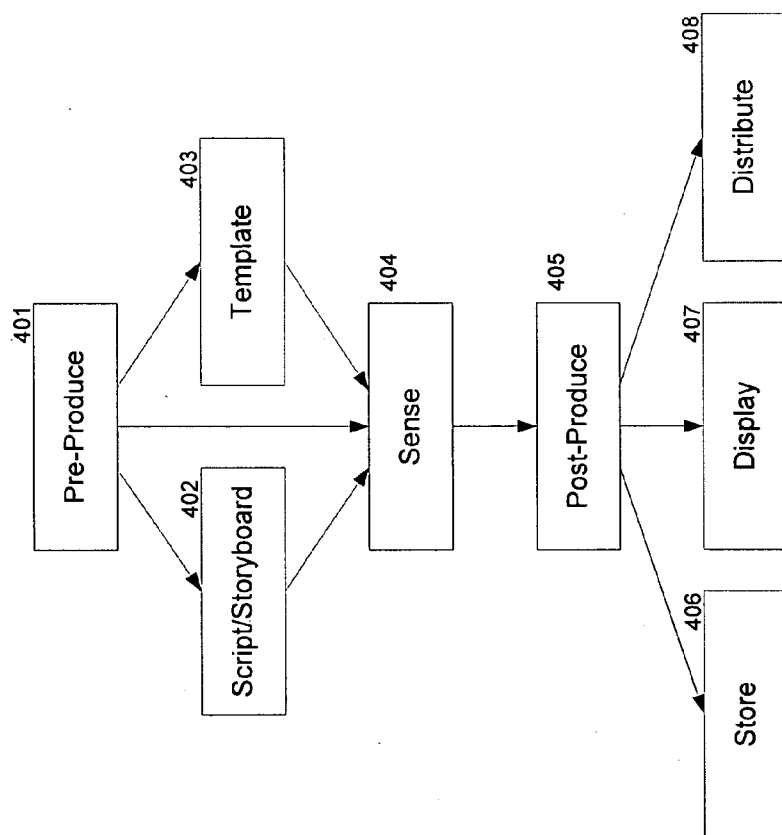 401
Pre-Produce
403
Template
402
Script/Storyboard
404
Sense
405
Post-Produce
408
Distribute
407
Display
406
Store